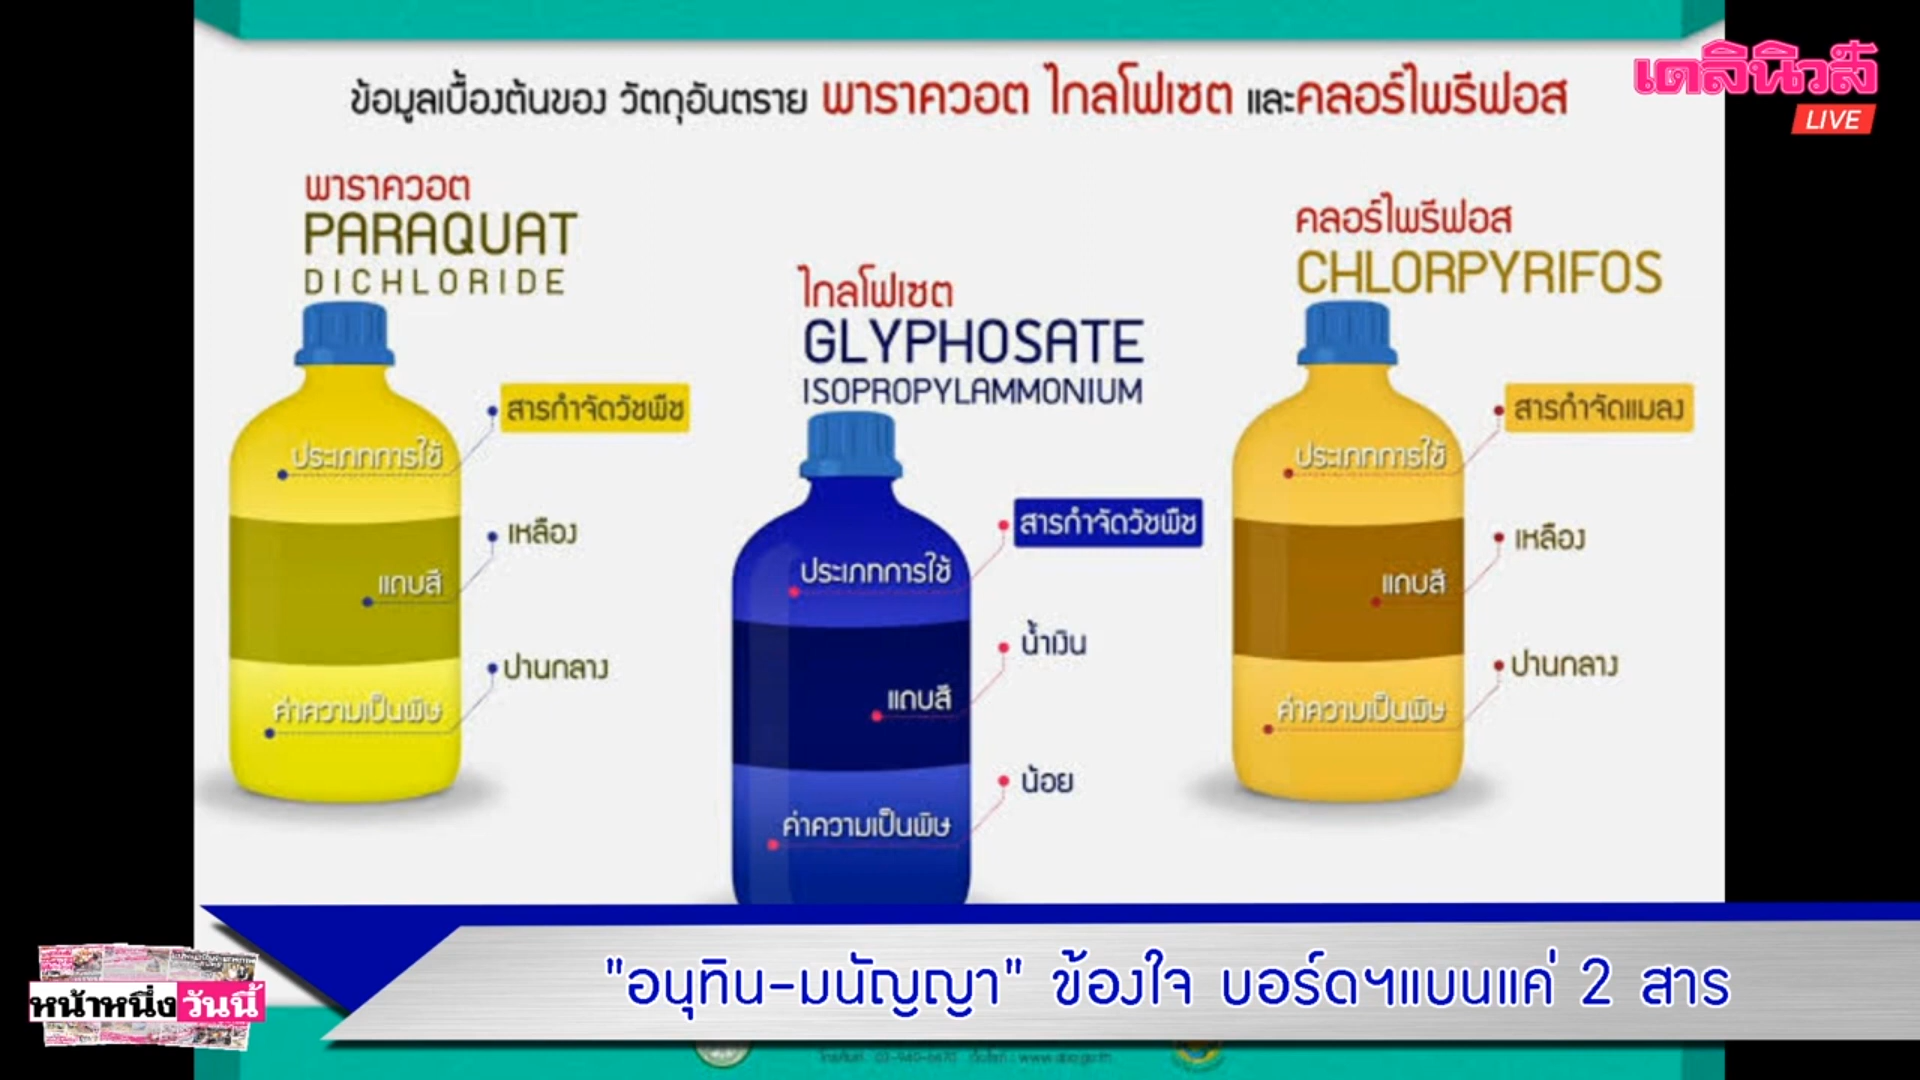 เดลินิวส์
LIVE
ข้อมูลเบื้องต้นของ วัตถุอันตราย พาราควอต ไกลโฟเซต และคลอร์ไพรีฟอส
พาราควอต
PARAQUAT
DICHLORIDE
สารกำจัดวัชพืช
ประเภทการใช้
เหลือง
แถบสี
ปานกลาง
ค่าความเป็นพิษ
ไกลโฟเซต
GLYPHOSATE
ISOPROPYLAMMONIUM
สารกำจัดวัชพืช
ประเภทการใช้
น้ำเงิน
แถบสี
น้อย
ค่าความเป็นพิษ
คลอร์ไพรีฟอส
CHLORPYRIFOS
สารกำจัดแมลง
ประเภทการใช้
เหลือง
แถบสี
ปานกลาง
ค่าความเป็นพิษ
"อนุทิน-มนัญญา" ข้องใจ บอร์ดฯแบนแค่ 2 สาร
หน้าหนึ่งวันนี้